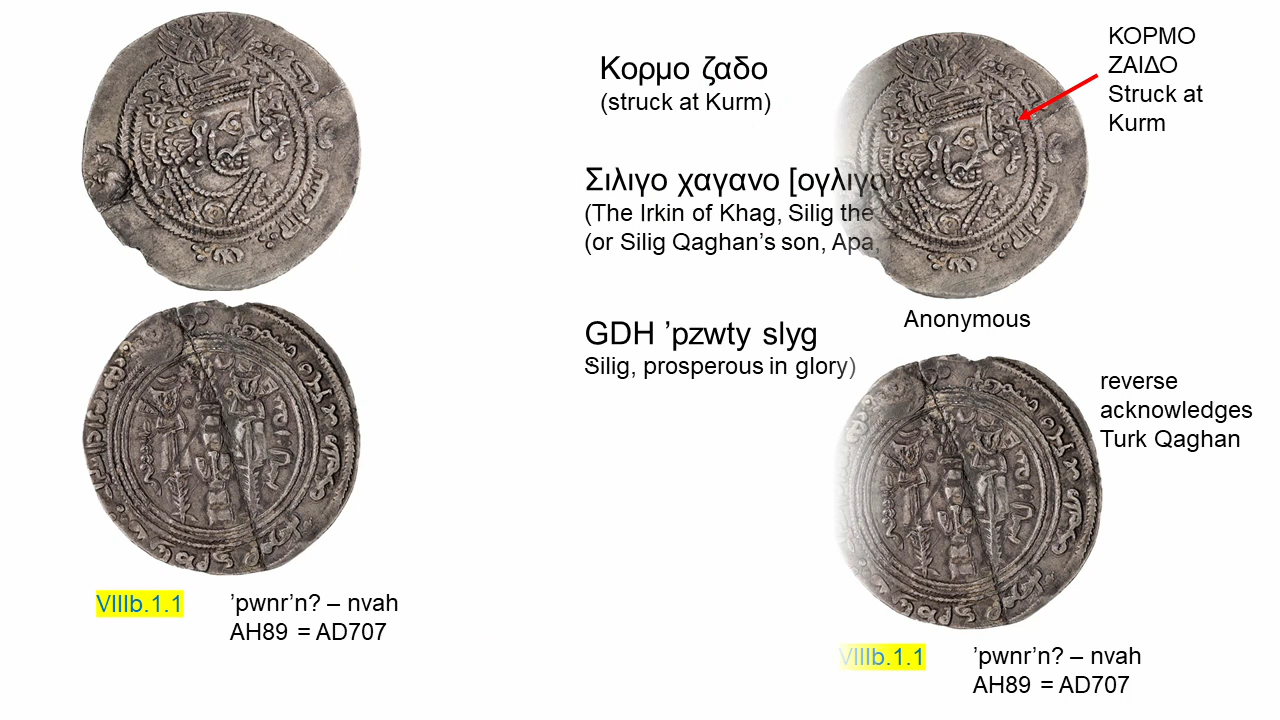 Κορμο ζαδο
(struck at Kurm)
Σιλιγο χαγανο [ογλιγο
(The Irkin of Khag, Silig the
(or Silig Qaghan’s son, Apa,
GDH ’pzwty slyg
Silig, prosperous in glory)
VIIIb.1.1
’pwnr’n? – nvah
AH89 = AD707
ΚΟΡΜΟ
ΖΑΙΔΟ
Struck at
Kurm
Anonymous
reverse
acknowledges
Turk Qaghan
VIIIb.1.1
’pwnr’n? – nvah
AH89 = AD707